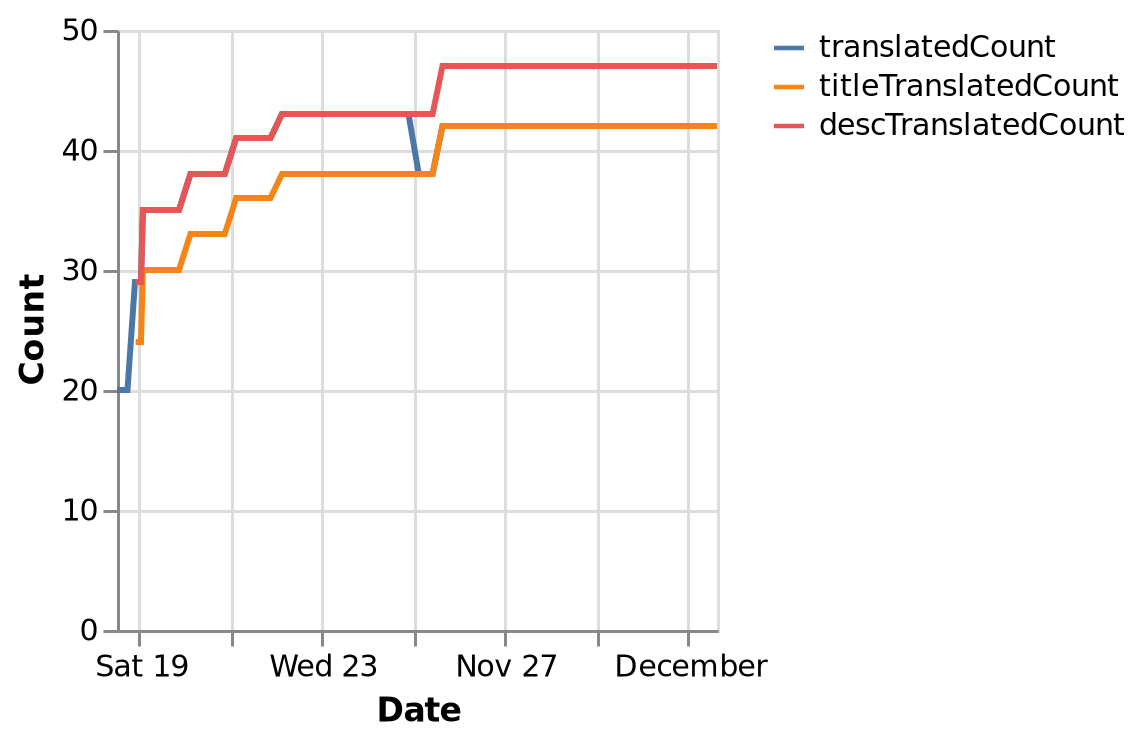 50
40
30
20
10
0
Count
Sat 19
Wed 23
Nov 27
December
Date
translatedCount
titleTranslatedCount
descTranslatedCount